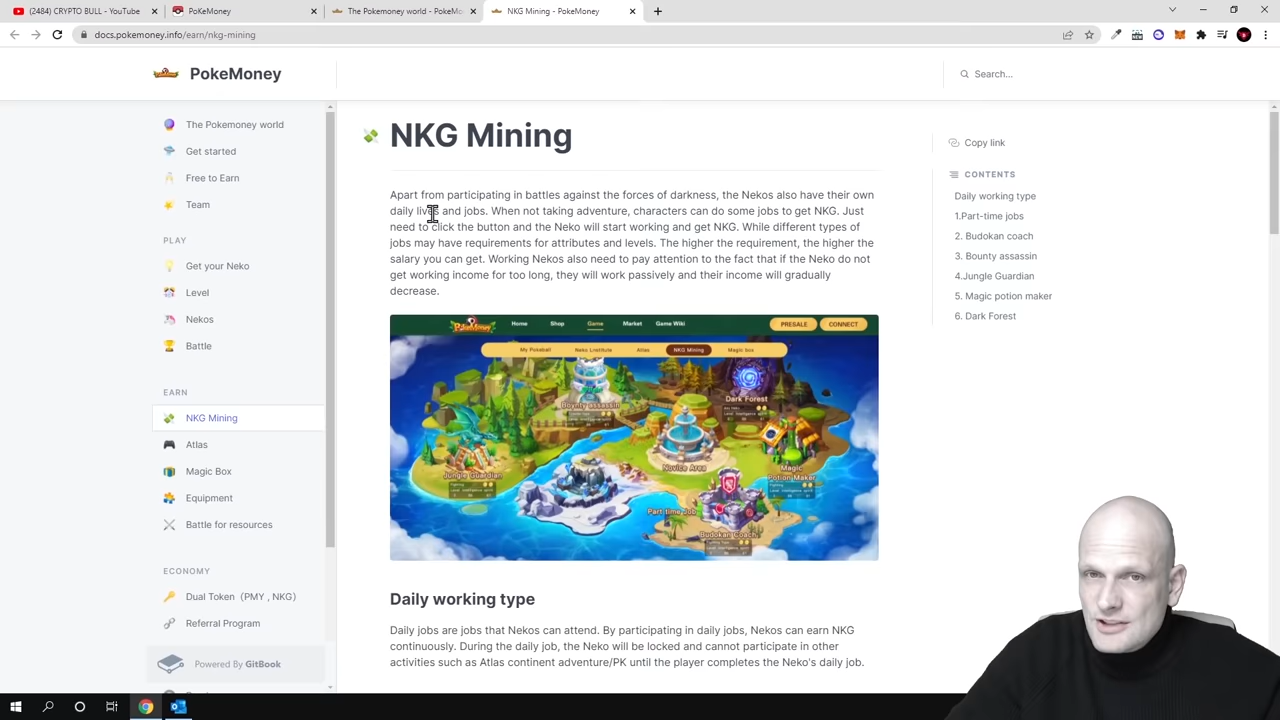 (2484) CRYPTO BULL - YouTube
PoKeMoney
The Pokemoney world - PoKeMon
NKG Mining - PokeMoney
docs.pokemoney.info/earn/nkg-mining
PokeMoney
Search...
The Pokemoney world
Get started
Free to Earn
Team
PLAY
Get your Neko
Level
Nekos
Battle
EARN
NKG Mining
Atlas
Magic Box
Equipment
Battle for resources
ECONOMY
Dual Token（PMY , NKG）
Referral Program
Powered By GitBook
NKG Mining
Apart from participating in battles against the forces of darkness, the Nekos also have their own
daily lives and jobs. When not taking adventure, characters can do some jobs to get NKG. Just
need to click the button and the Neko will start working and get NKG. While different types of
jobs may have requirements for attributes and levels. The higher the requirement, the higher the
salary you can get. Working Nekos also need to pay attention to the fact that if the Neko do not
get working income for too long, they will work passively and their income will gradually
decrease.
PokeMoney
Home
Shop
Game
Market
Game Wiki
PRESALE
CONNECT
My Pokeball
Neko Lnstitute
Atlas
NKG Mining
Magic box
Bounty assassin
Dark Forest
Jungle Guardian
Novice Area
Magic
Potion Makar
Part time Job
Budokan Coach
Daily working type
Daily jobs are jobs that Nekos can attend. By participating in daily jobs, Nekos can earn NKG
continuously. During the daily job, the Neko will be locked and cannot participate in other
activities such as Atlas continent adventure/PK until the player completes the Neko's daily job.
Copy link
CONTENTS
Daily working type
1.Part-time jobs
2. Budokan coach
3. Bounty assassin
4.Jungle Guardian
5. Magic potion maker
6. Dark Forest